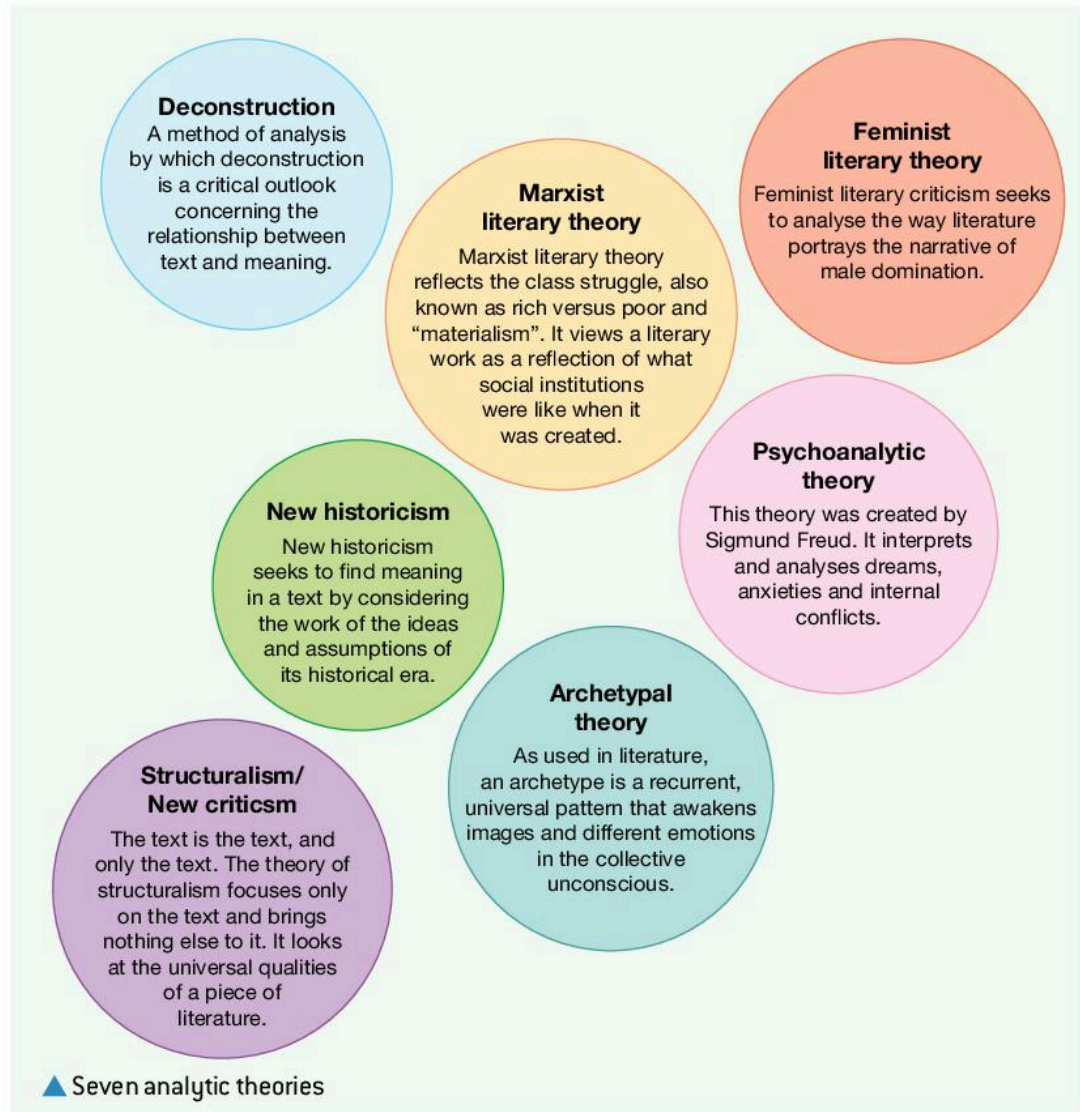 Deconstruction
A method of analysis
by which deconstruction
is a critical outlook
concerning the
relationship between
text and meaning.
Feminist
literary theory
Feminist literary criticism seeks
to analyse the way literature
portrays the narrative of
male domination.
Marxist
literary theory
Marxist literary theory
reflects the class struggle, also
known as rich versus poor and
“materialism”. It views a literary
work as a reflection of what
social institutions
were like when it
was created.
Psychoanalytic
theory
This theory was created by
Sigmund Freud. It interprets
and analyses dreams,
anxieties and internal
conflicts.
New historicism
New historicism
seeks to find meaning
in a text by considering
the work of the ideas
and assumptions of
its historical era.
Archetypal
theory
As used in literature,
an archetype is a recurrent,
universal pattern that awakens
images and different emotions
in the collective
unconscious.
Structuralism/
New criticsm
The text is the text, and
only the text. The theory of
structuralism focuses only
on the text and brings
nothing else to it. It looks
at the universal qualities
of a piece of
literature.
Seven analytic theories